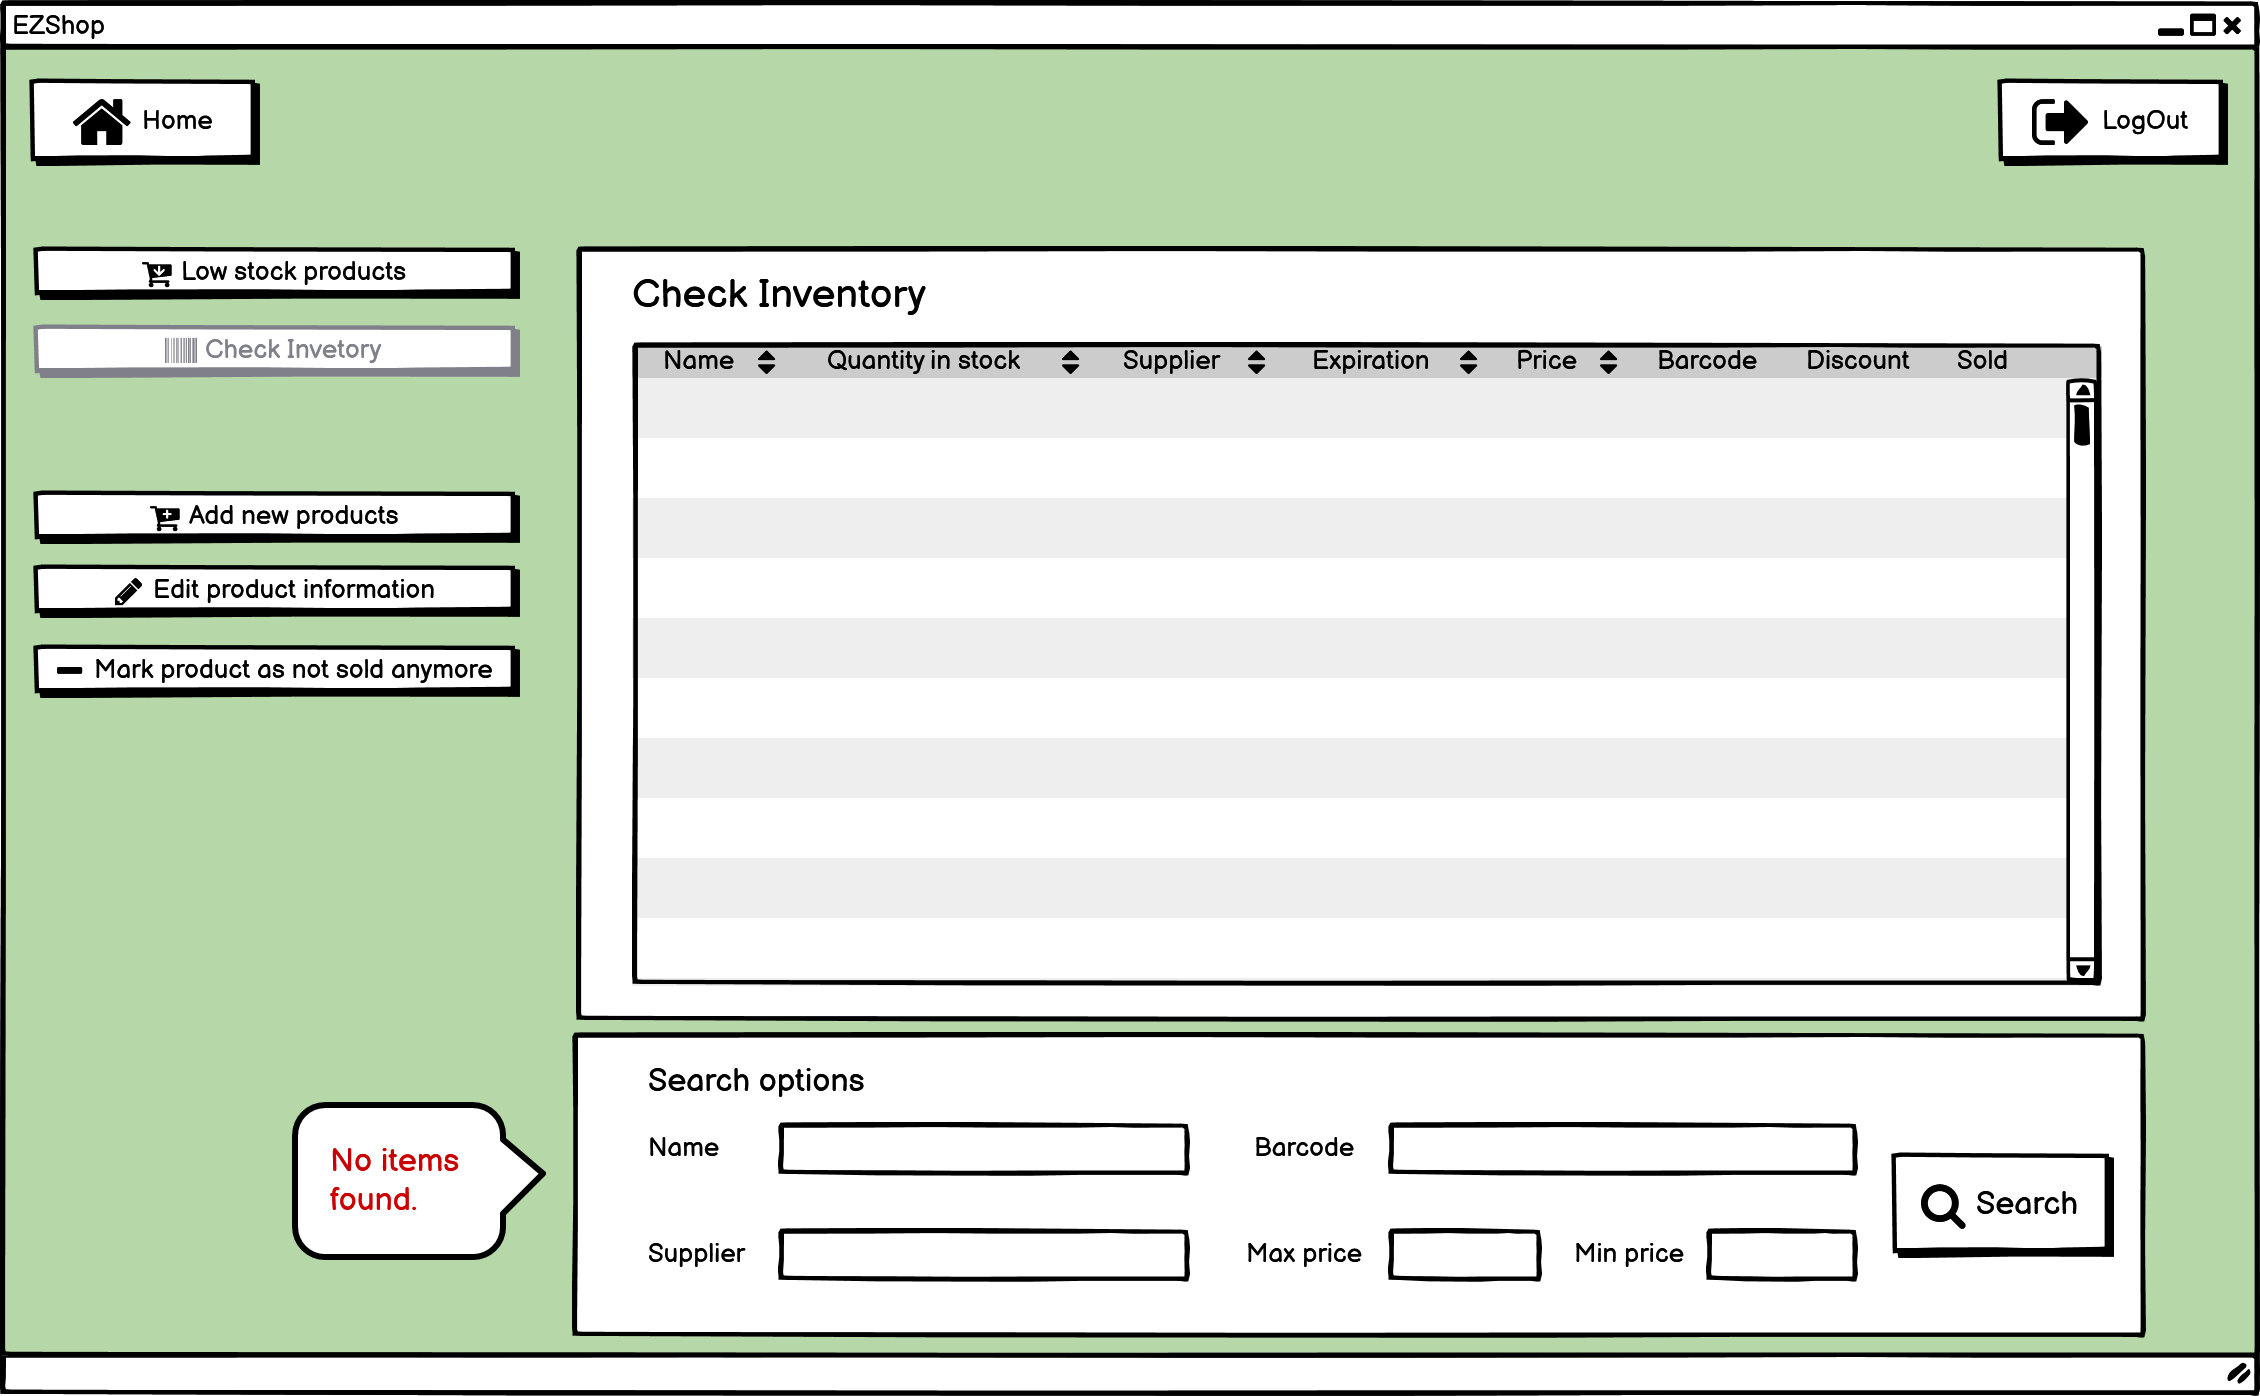 EZShop
Home
LogOut
Low stock products
Check Invetory
Add new products
Edit product information
Mark product as not sold anymore
Check Inventory
Name Quantity in stock Supplier Expiration Price Barcode Discount Sold
No items
found.
Search options
Name Barcode
Supplier Max price Min price
Search